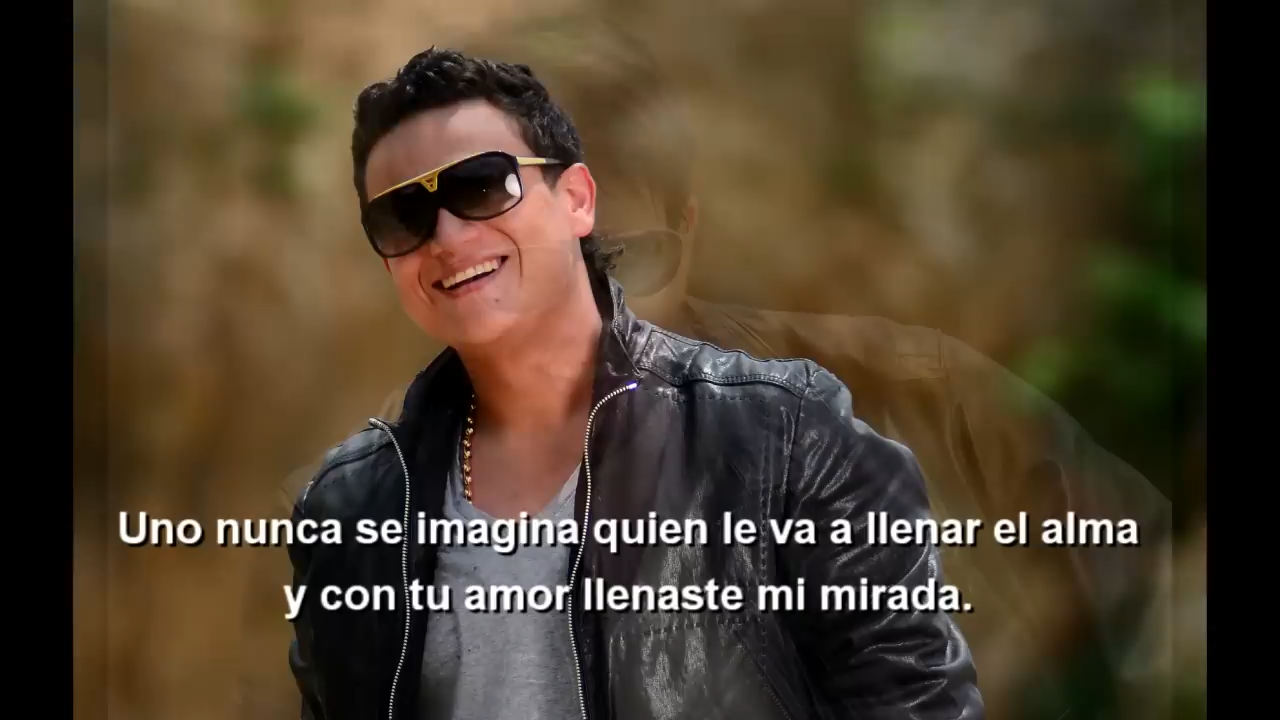 Uno nunca se imagina quien le va a llenar el alma
y con tu amor llenaste mi mirada.